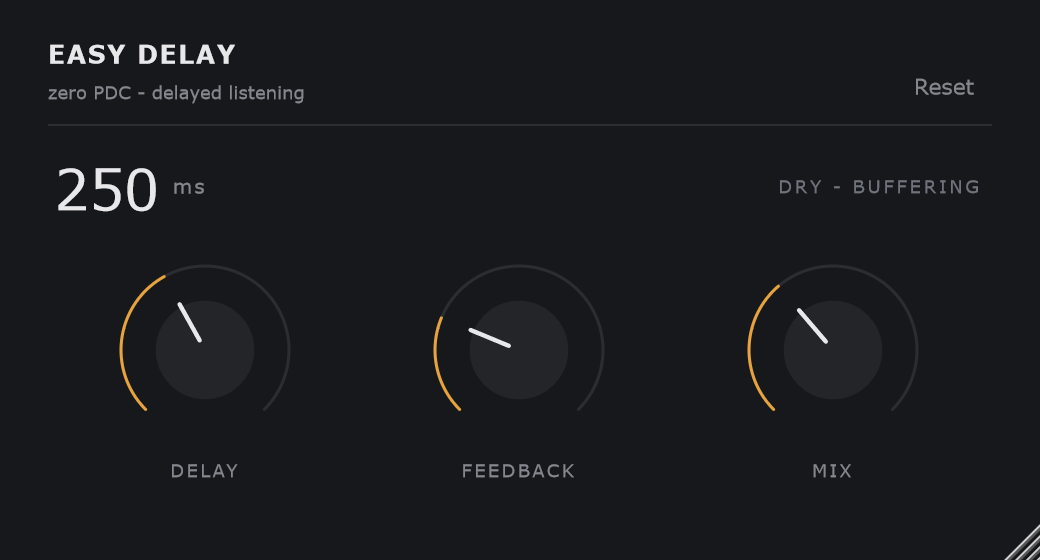 EASY DELAY
zero PDC - delayed listening
Reset
250 ms
DRY - BUFFERING
DELAY
FEEDBACK
MIX